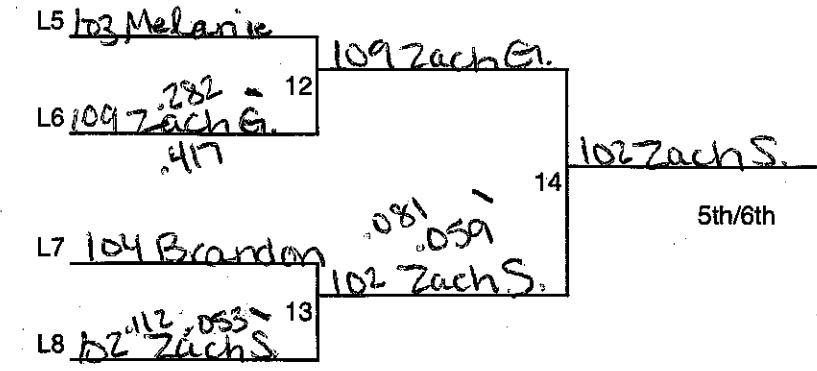 L5 103 Melanie
109 Zach G.
.282 - 12
L6 109 Zach G.
.417
102 Zach S.
14
5th/6th
.081
.059
L7 104 Brandon
102 Zach S.
.112 .053 13
L8 102 Zach S